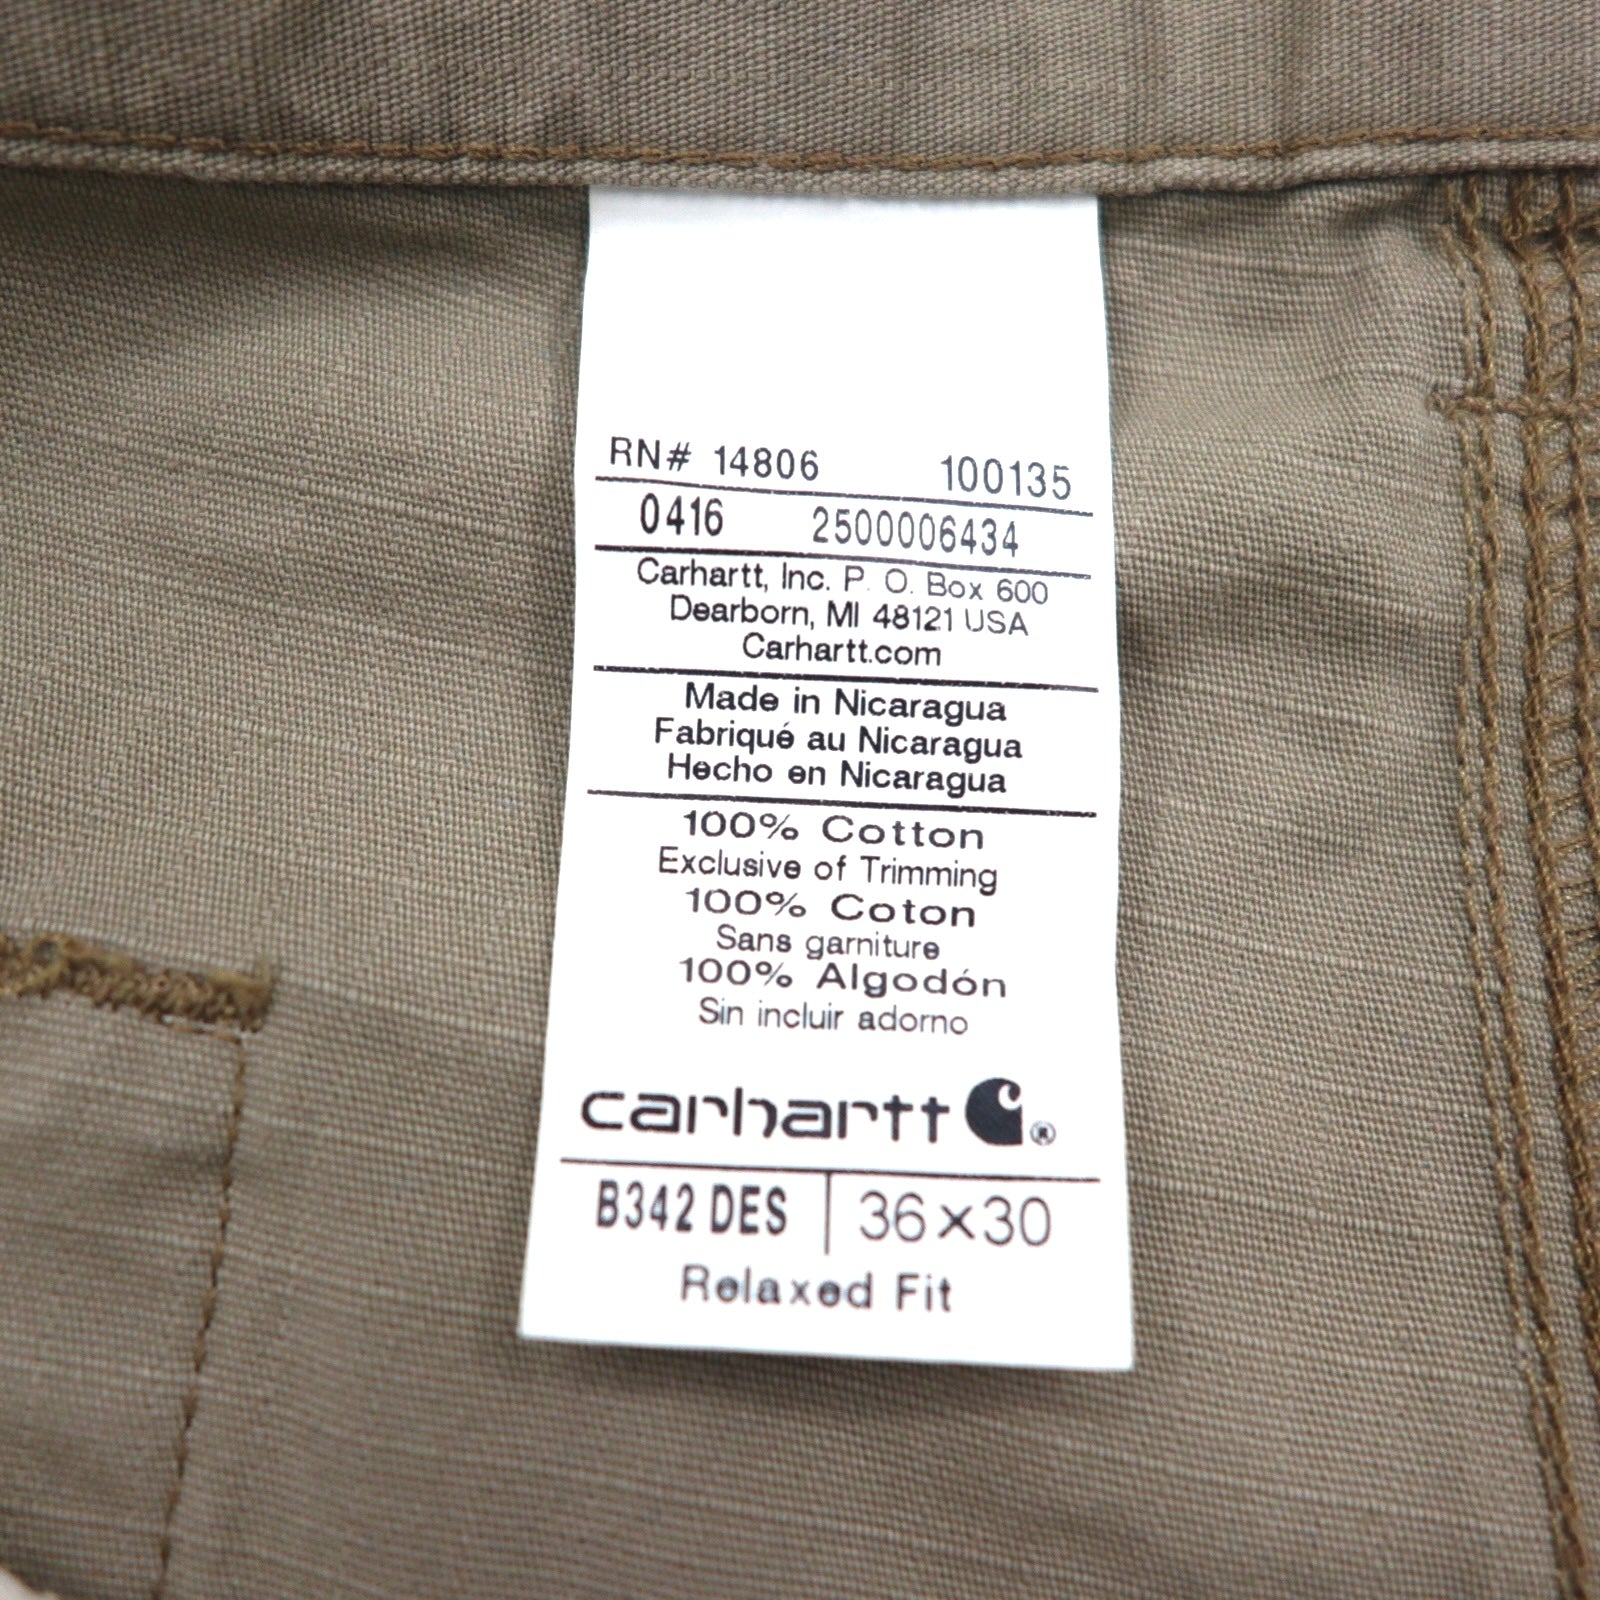 RN# 14806 100135
0416 2500006434
Carhartt, Inc. P. O. Box 600
Dearborn, MI 48121 USA
Carhartt.com
Made in Nicaragua
Fabriqué au Nicaragua
Hecho en Nicaragua
100% Cotton
Exclusive of Trimming
100% Coton
Sans garniture
100% Algodón
Sin incluir adorno
carhartt ®
B342 DES 36×30
Relaxed Fit